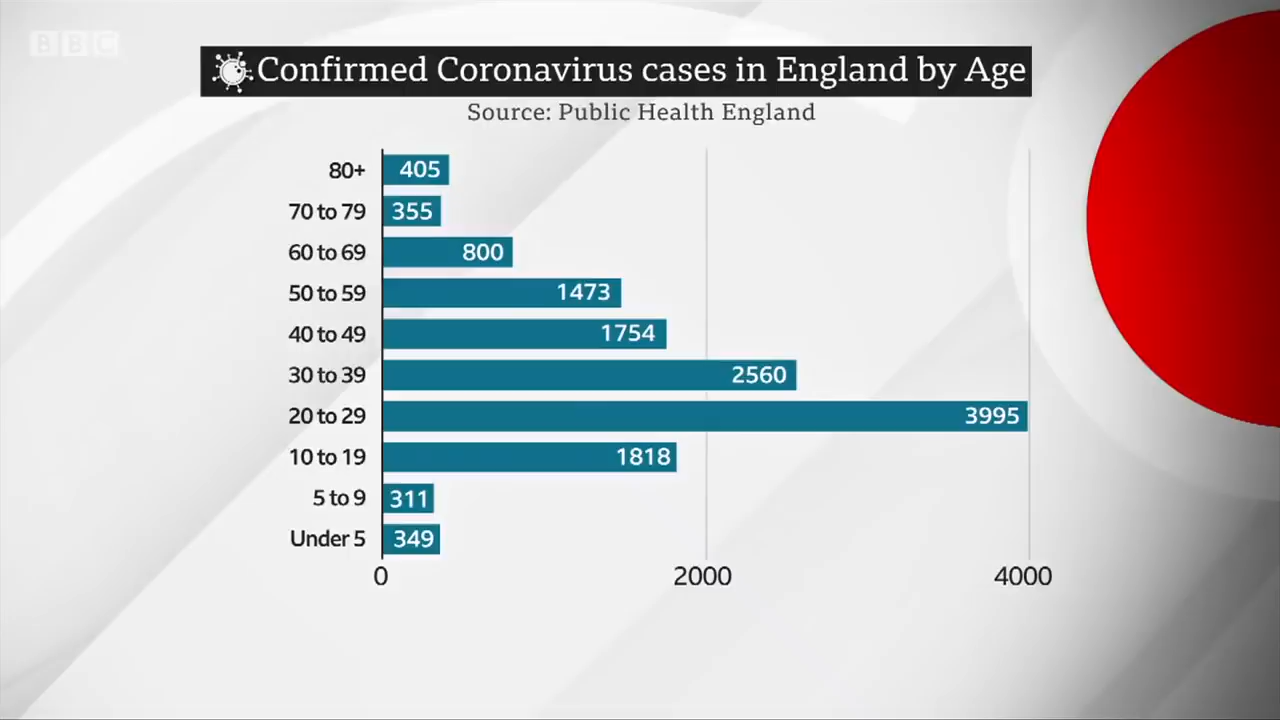 BBC
Confirmed Coronavirus cases in England by Age
Source: Public Health England
80+ 405
70 to 79 355
60 to 69 800
50 to 59 1473
40 to 49 1754
30 to 39 2560
20 to 29 3995
10 to 19 1818
5 to 9 311
Under 5 349
0 2000 4000